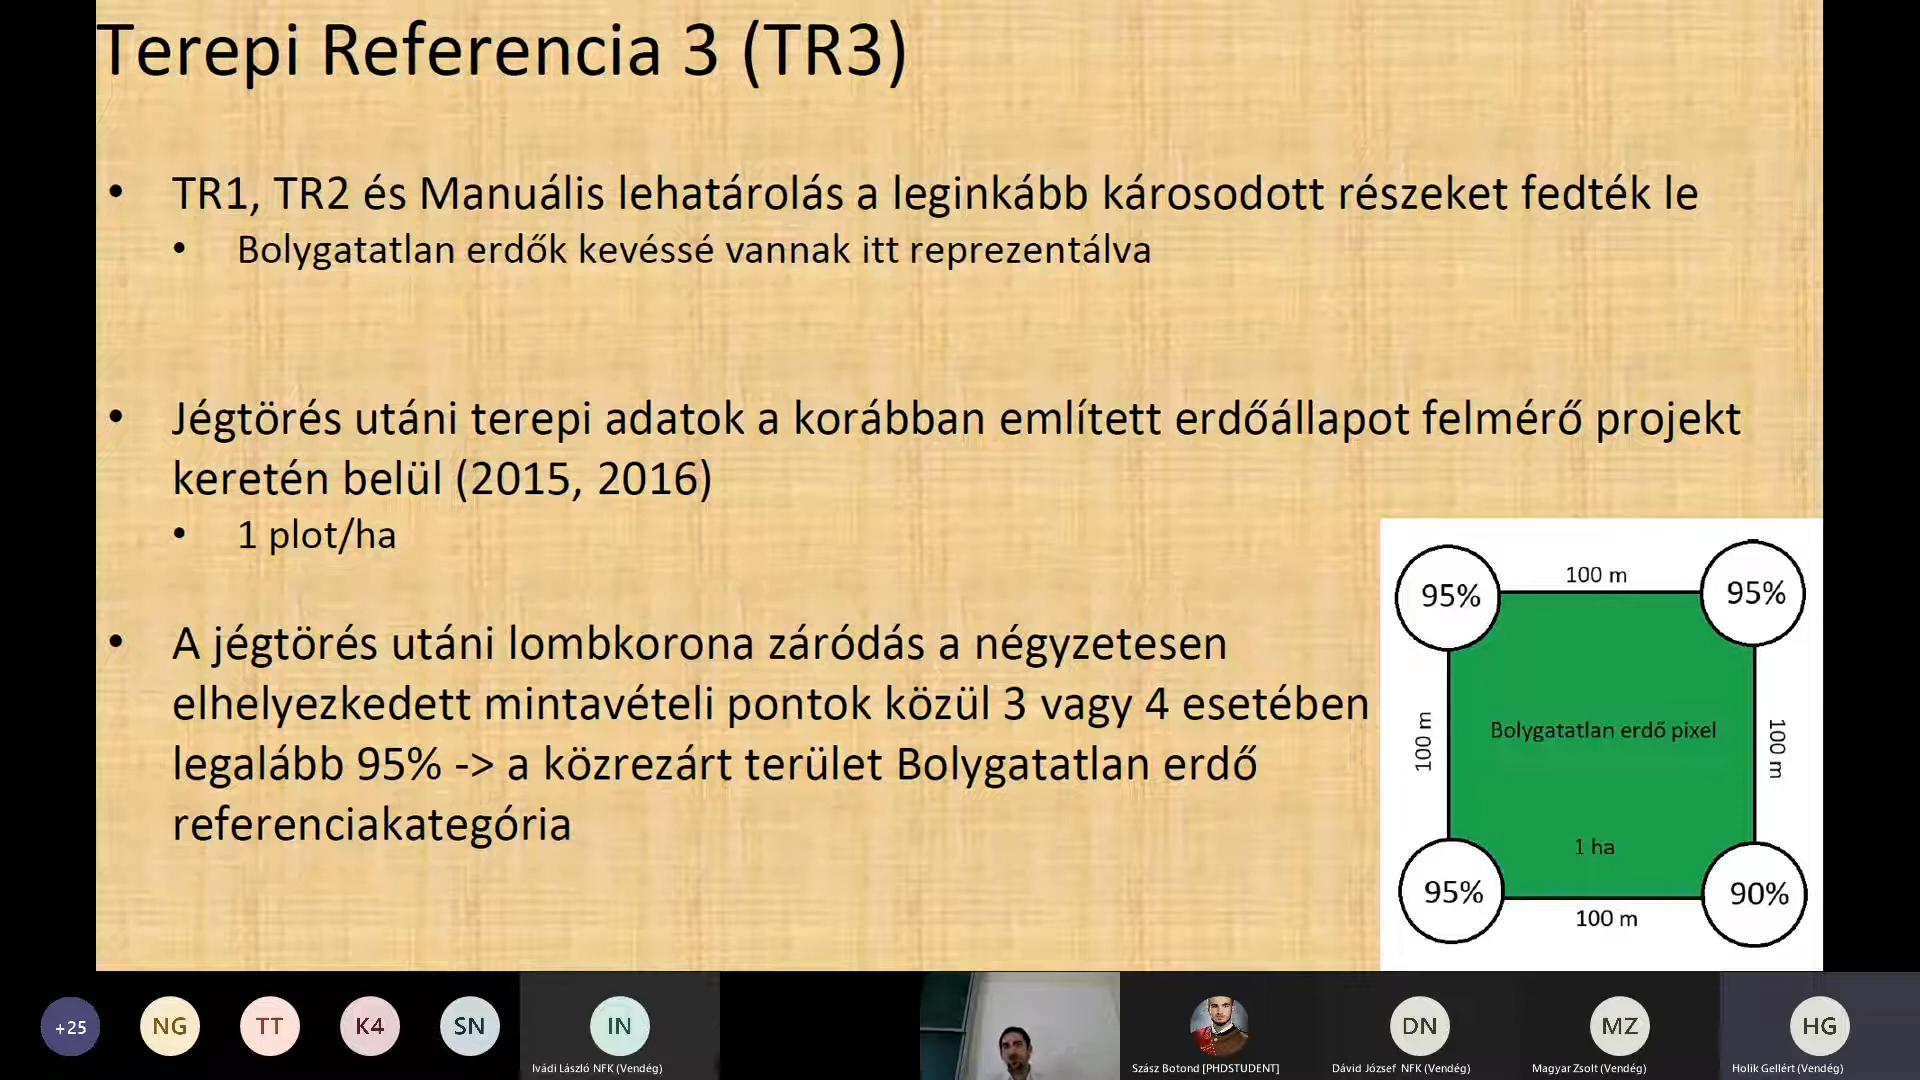 Terepi Referencia 3 (TR3)
• TR1, TR2 és Manuális lehatárolás a leginkább károsodott részeket fedték le
• Bolygatatlan erdők kevéssé vannak itt reprezentálva
• Jégtörés utáni terepi adatok a korábban említett erdőállapot felmérő projekt
keretén belül (2015, 2016)
• 1 plot/ha
• A jégtörés utáni lombkorona záródás a négyzetesen
elhelyezkedett mintavételi pontok közül 3 vagy 4 esetében
legalább 95% -> a közrezárt terület Bolygatatlan erdő
referenciakategória
95%
100 m
95%
100 m
Bolygatatlan erdő pixel
100 m
1 ha
95%
100 m
90%
+25
NG
TT
K4
SN
IN
DN
MZ
HG
Ivádi László NFK (Vendég)
Szász Botond [PHDSTUDENT]
Dávid József NFK (Vendég)
Magyar Zsolt (Vendég)
Holik Gellért (Vendég)